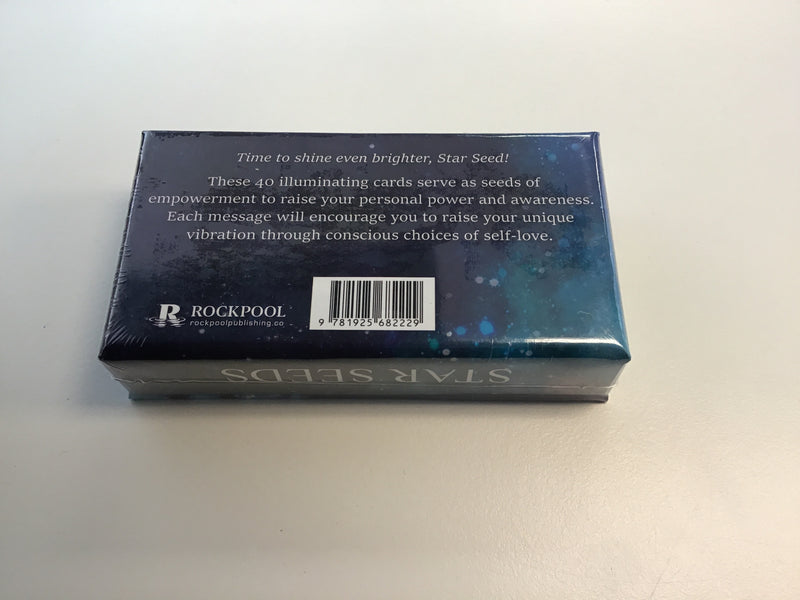 Time to shine even brighter, Star Seed!
These 40 illuminating cards serve as seeds of
empowerment to raise your personal power and awareness.
Each message will encourage you to raise your unique
vibration through conscious choices of self-love.
R ROCKPOOL
rockpoolpublishing.co
9 781925 682229
STAR SEEDS